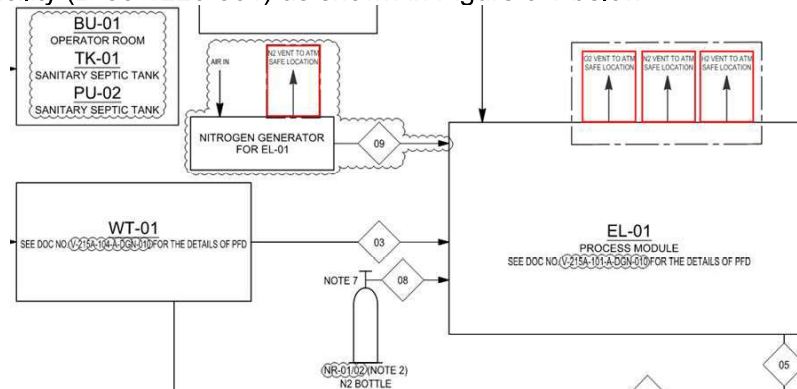 BU-01
OPERATOR ROOM
TK-01
SANITARY SEPTIC TANK
PU-02
SANITARY SEPTIC TANK
AIR IN
N2 VENT TO ATM
SAFE LOCATION
NITROGEN GENERATOR
FOR EL-01
09
O2 VENT TO ATM
SAFE LOCATION
N2 VENT TO ATM
SAFE LOCATION
H2 VENT TO ATM
SAFE LOCATION
WT-01
SEE DOC NO.(V-215A-104-A-DGN-010)FOR THE DETAILS OF PFD
03
EL-01
PROCESS MODULE
SEE DOC NO.(V-215A-101-A-DGN-010)FOR THE DETAILS OF PFD
NOTE 7
08
NR-01/02 (NOTE 2)
N2 BOTTLE
05